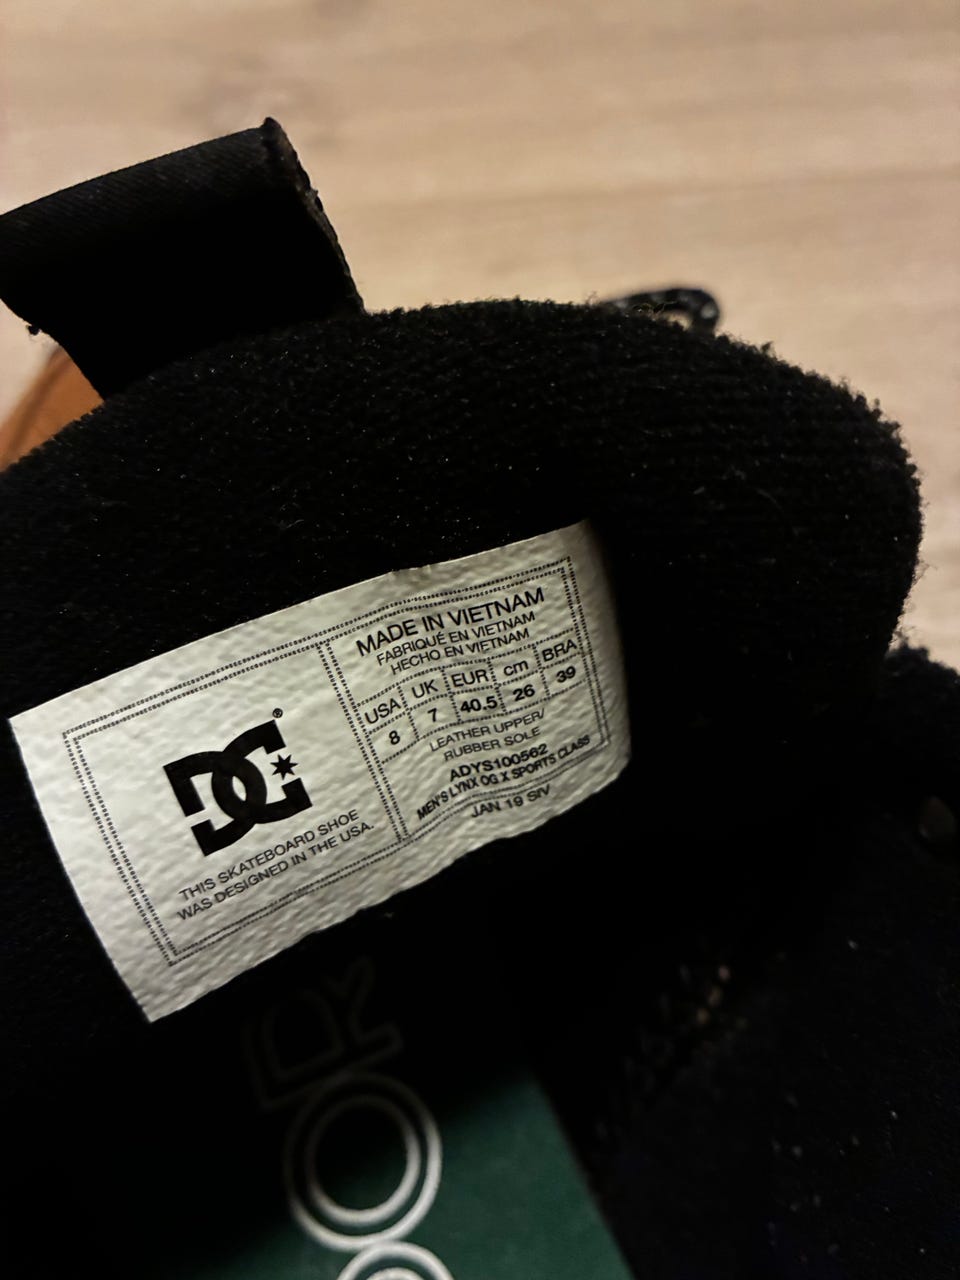 DC®
THIS SKATEBOARD SHOE
WAS DESIGNED IN THE USA.
MADE IN VIETNAM
FABRIQUÉ EN VIETNAM
HECHO EN VIETNAM
USA UK EUR cm BRA
8 7 40.5 26 39
LEATHER UPPER/
RUBBER SOLE
ADYS100562
MEN'S LYNX OG X SPORTS CLASS
JAN 19 SIV